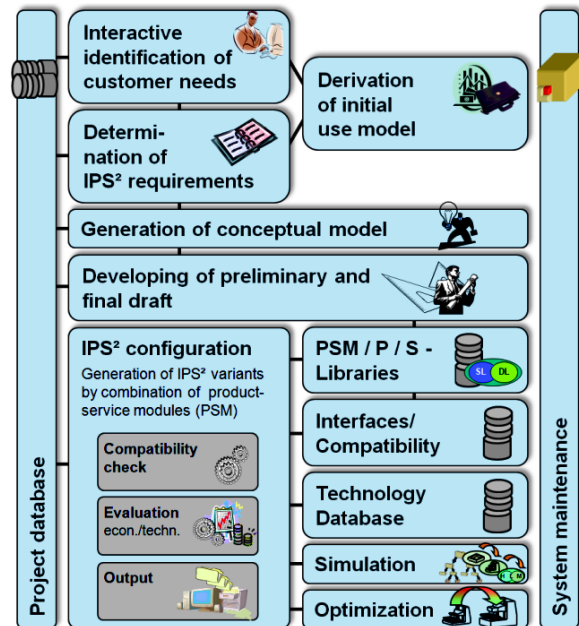 Interactive
identification of
customer needs
Derivation
of initial
use model
Determi-
nation of
IPS² requirements
Generation of conceptual model
Developing of preliminary and
final draft
IPS² configuration
Generation of IPS² variants
by combination of product-
service modules (PSM)
Compatibility
check
Evaluation
econ./techn.
Output
PSM / P / S -
Libraries
SL
DL
Interfaces/
Compatibility
Technology
Database
Simulation
H C M
Optimization
Project database
System maintenance